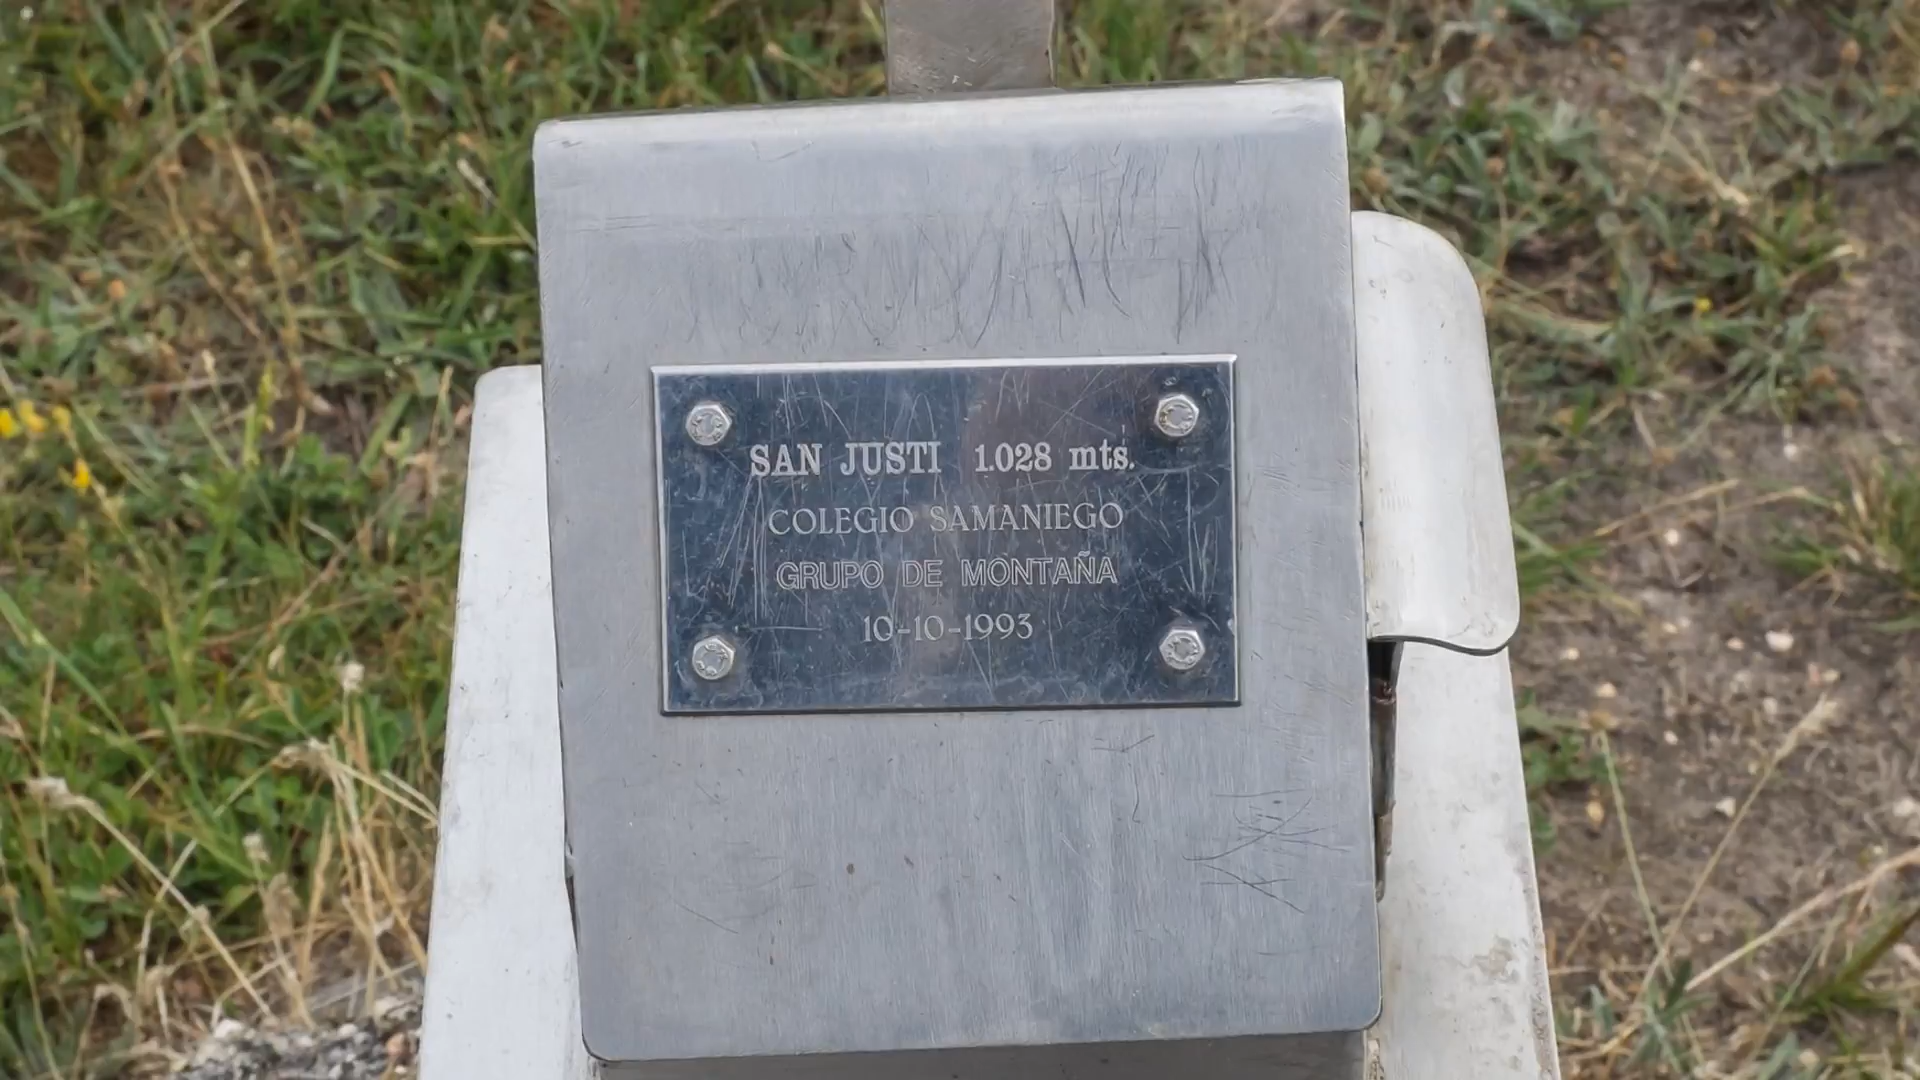 SAN JUSTI 1.028 mts.
COLEGIO SAMANIEGO
GRUPO DE MONTAÑA
10-10-1993